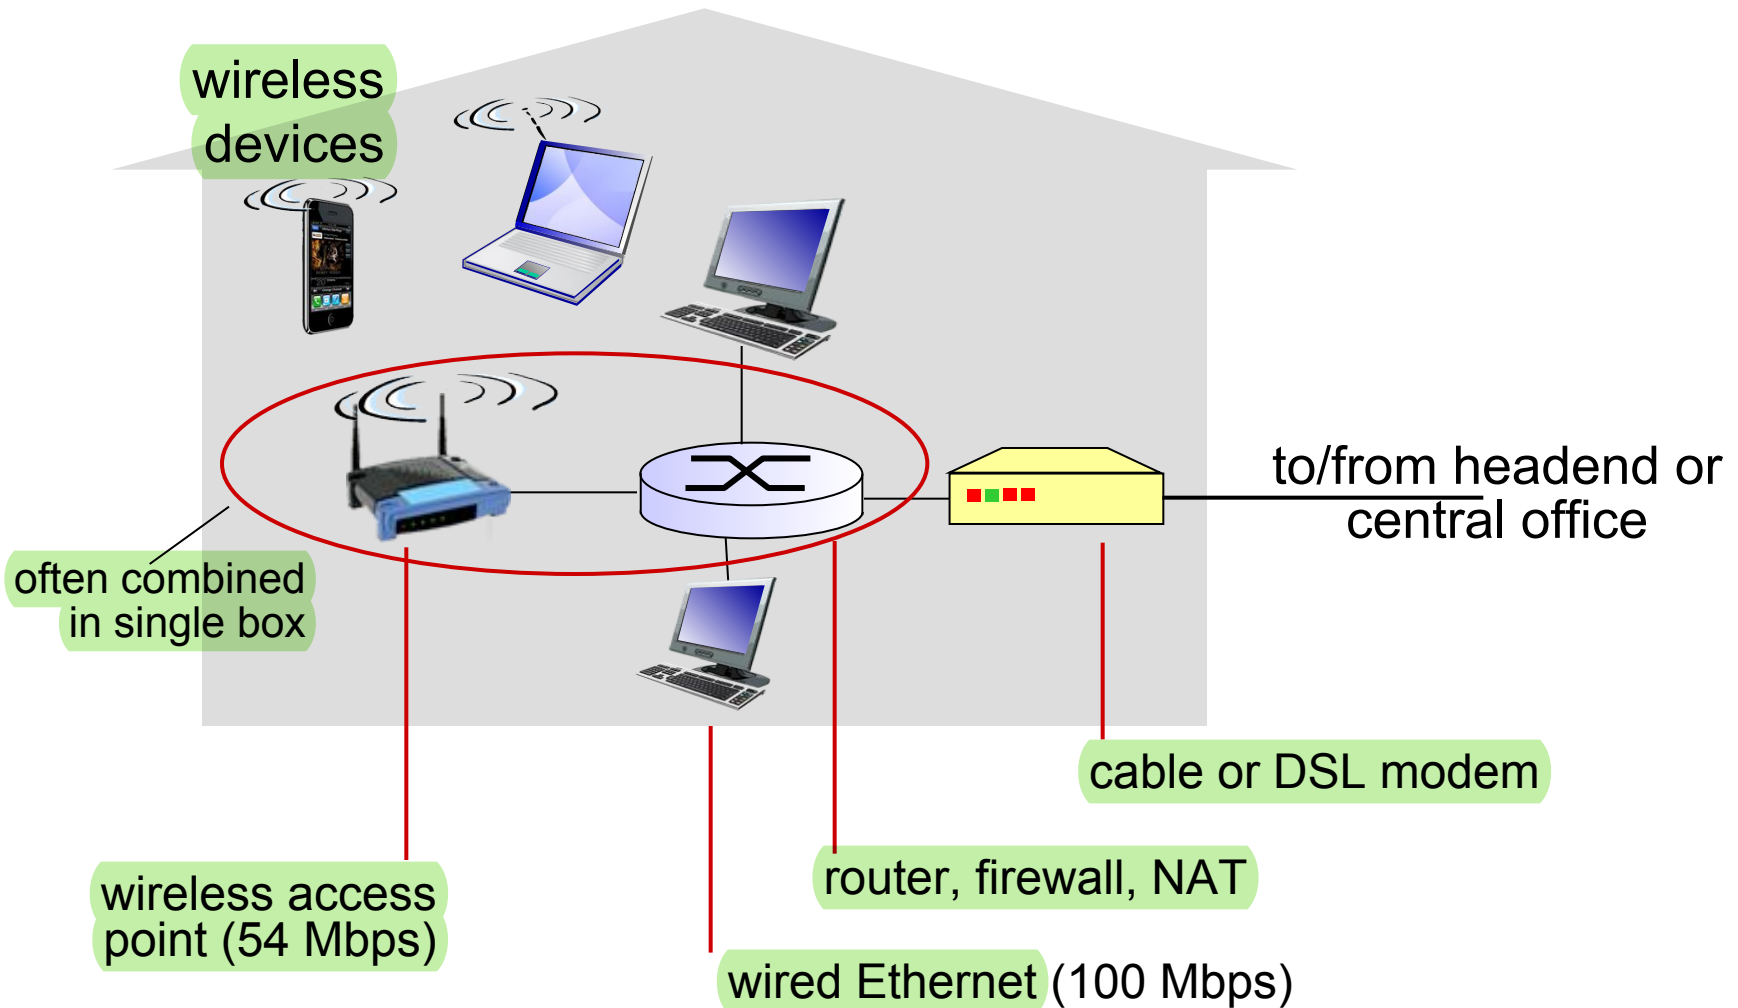 wireless
devices
to/from headend or
central office
often combined
in single box
cable or DSL modem
router, firewall, NAT
wireless access
point (54 Mbps)
wired Ethernet (100 Mbps)